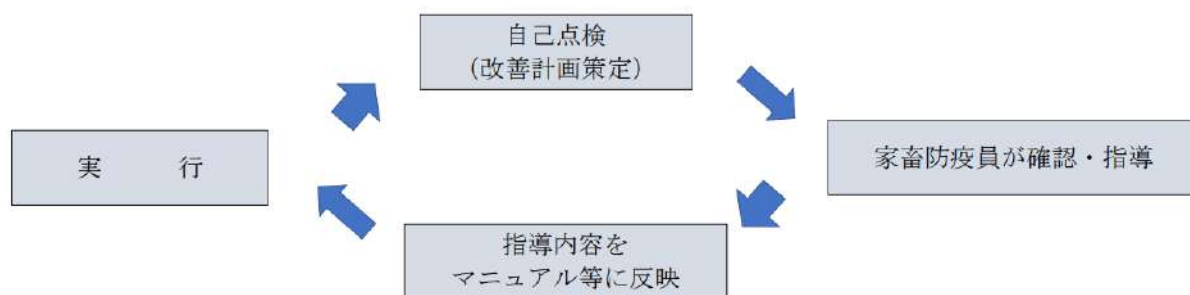 自己点検
(改善計画策定)
実　　　行
家畜防疫員が確認・指導
指導内容を
マニュアル等に反映